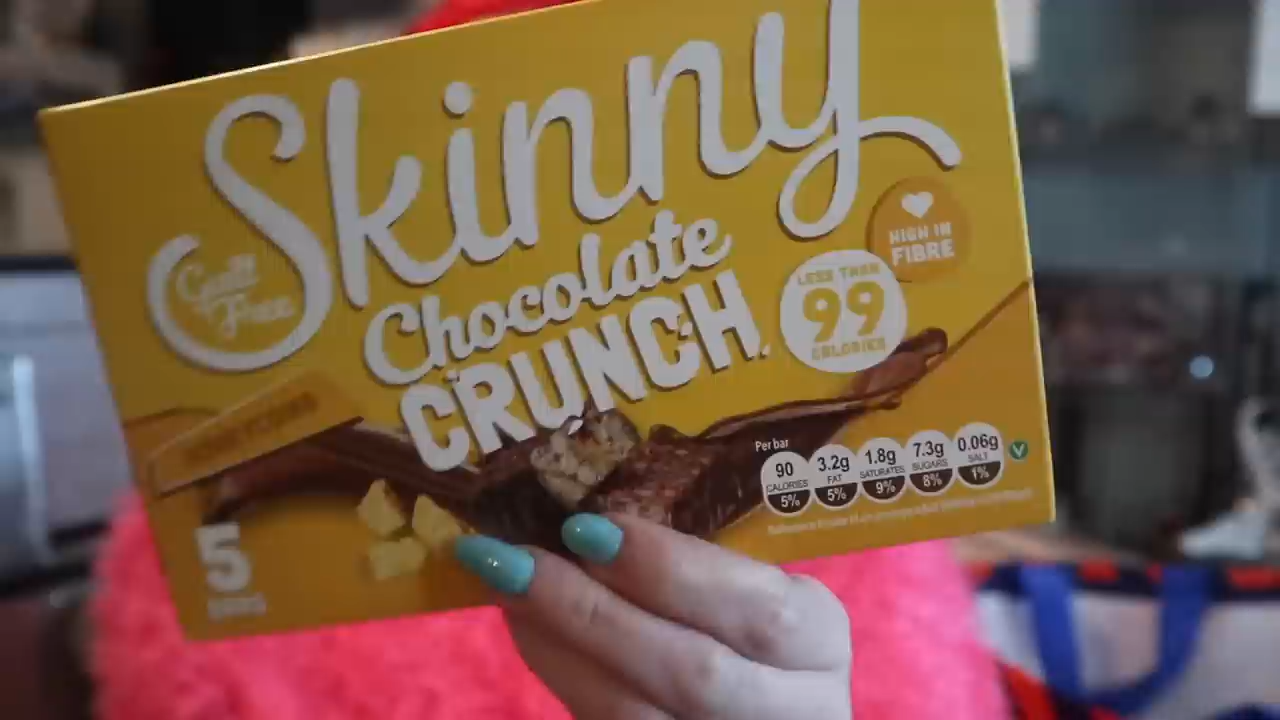 Skinny
Guilt
Free
Chocolate
CRUNCH
HIGH IN
FIBRE
LESS THAN
99
CALORIES
Per bar
90
CALORIES
5%
3.2g
FAT
5%
1.8g
SATURATES
9%
7.3g
SUGARS
8%
0.06g
SALT
1%
V
5